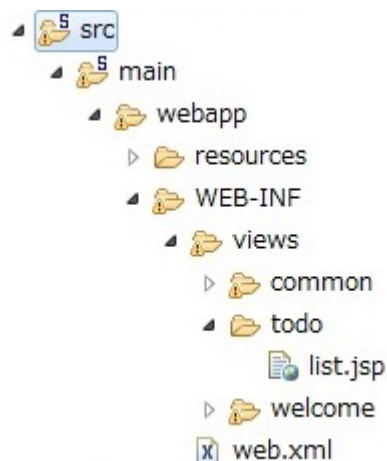 src
main
webapp
resources
WEB-INF
views
common
todo
list.jsp
welcome
web.xml